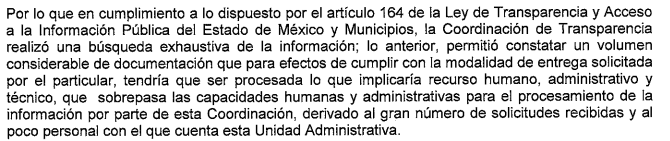 Por lo que en cumplimiento a lo dispuesto por el artículo 164 de la Ley de Transparencia y Acceso
a la Información Pública del Estado de México y Municipios, la Coordinación de Transparencia
realizó una búsqueda exhaustiva de la información; lo anterior, permitió constatar un volumen
considerable de documentación que para efectos de cumplir con la modalidad de entrega solicitada
por el particular, tendría que ser procesada lo que implicaría recurso humano, administrativo y
técnico, que sobrepasa las capacidades humanas y administrativas para el procesamiento de la
información por parte de esta Coordinación, derivado al gran número de solicitudes recibidas y al
poco personal con el que cuenta esta Unidad Administrativa.